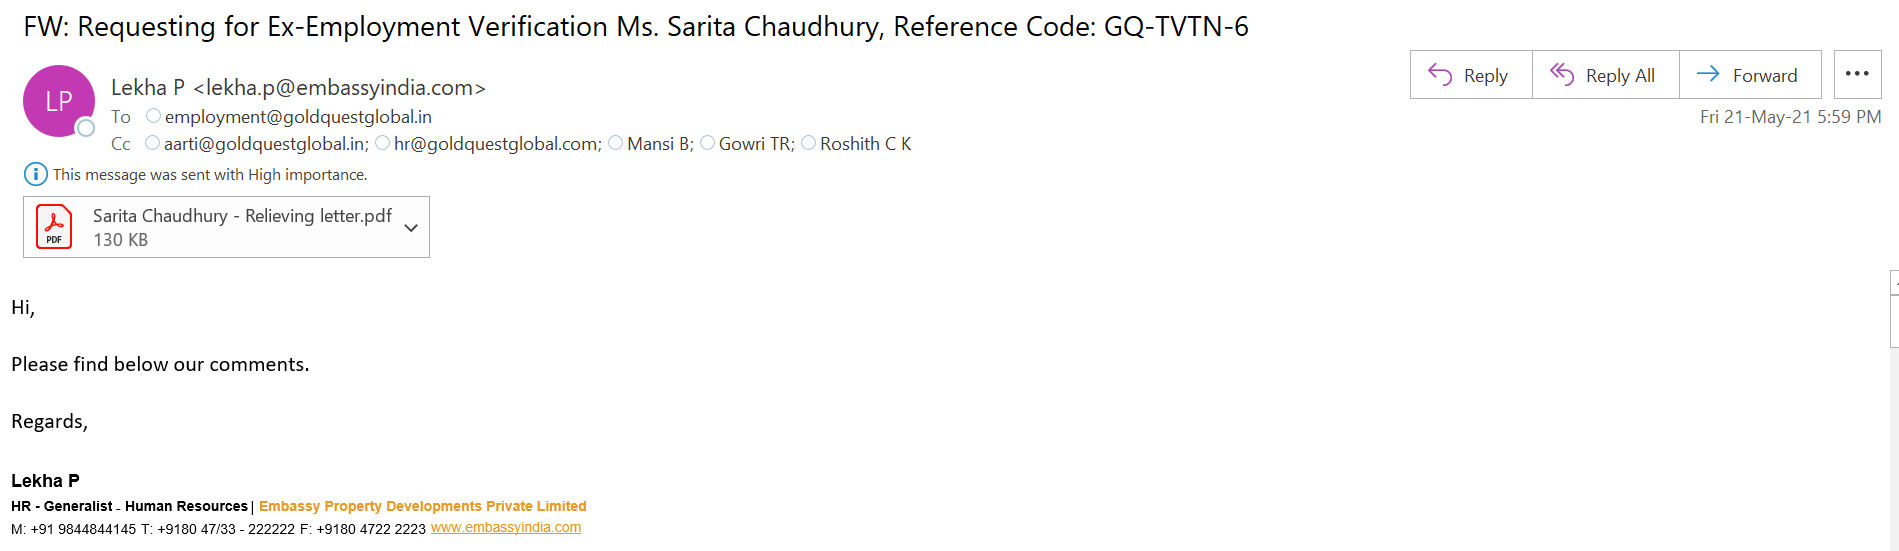 FW: Requesting for Ex-Employment Verification Ms. Sarita Chaudhury, Reference Code: GQ-TVTN-6
LP
Lekha P <lekha.p@embassyindia.com>
To employment@goldquestglobal.in
Cc aarti@goldquestglobal.in; hr@goldquestglobal.com; Mansi B; Gowri TR; Roshith C K
Reply Reply All Forward
Fri 21-May-21 5:59 PM
This message was sent with High importance.
PDF
Sarita Chaudhury - Relieving letter.pdf
130 KB
Hi,
Please find below our comments.
Regards,
Lekha P
HR - Generalist - Human Resources| Embassy Property Developments Private Limited
M: +91 9844844145 T: +9180 47/33 - 222222 F: +9180 4722 2223 www.embassyindia.com